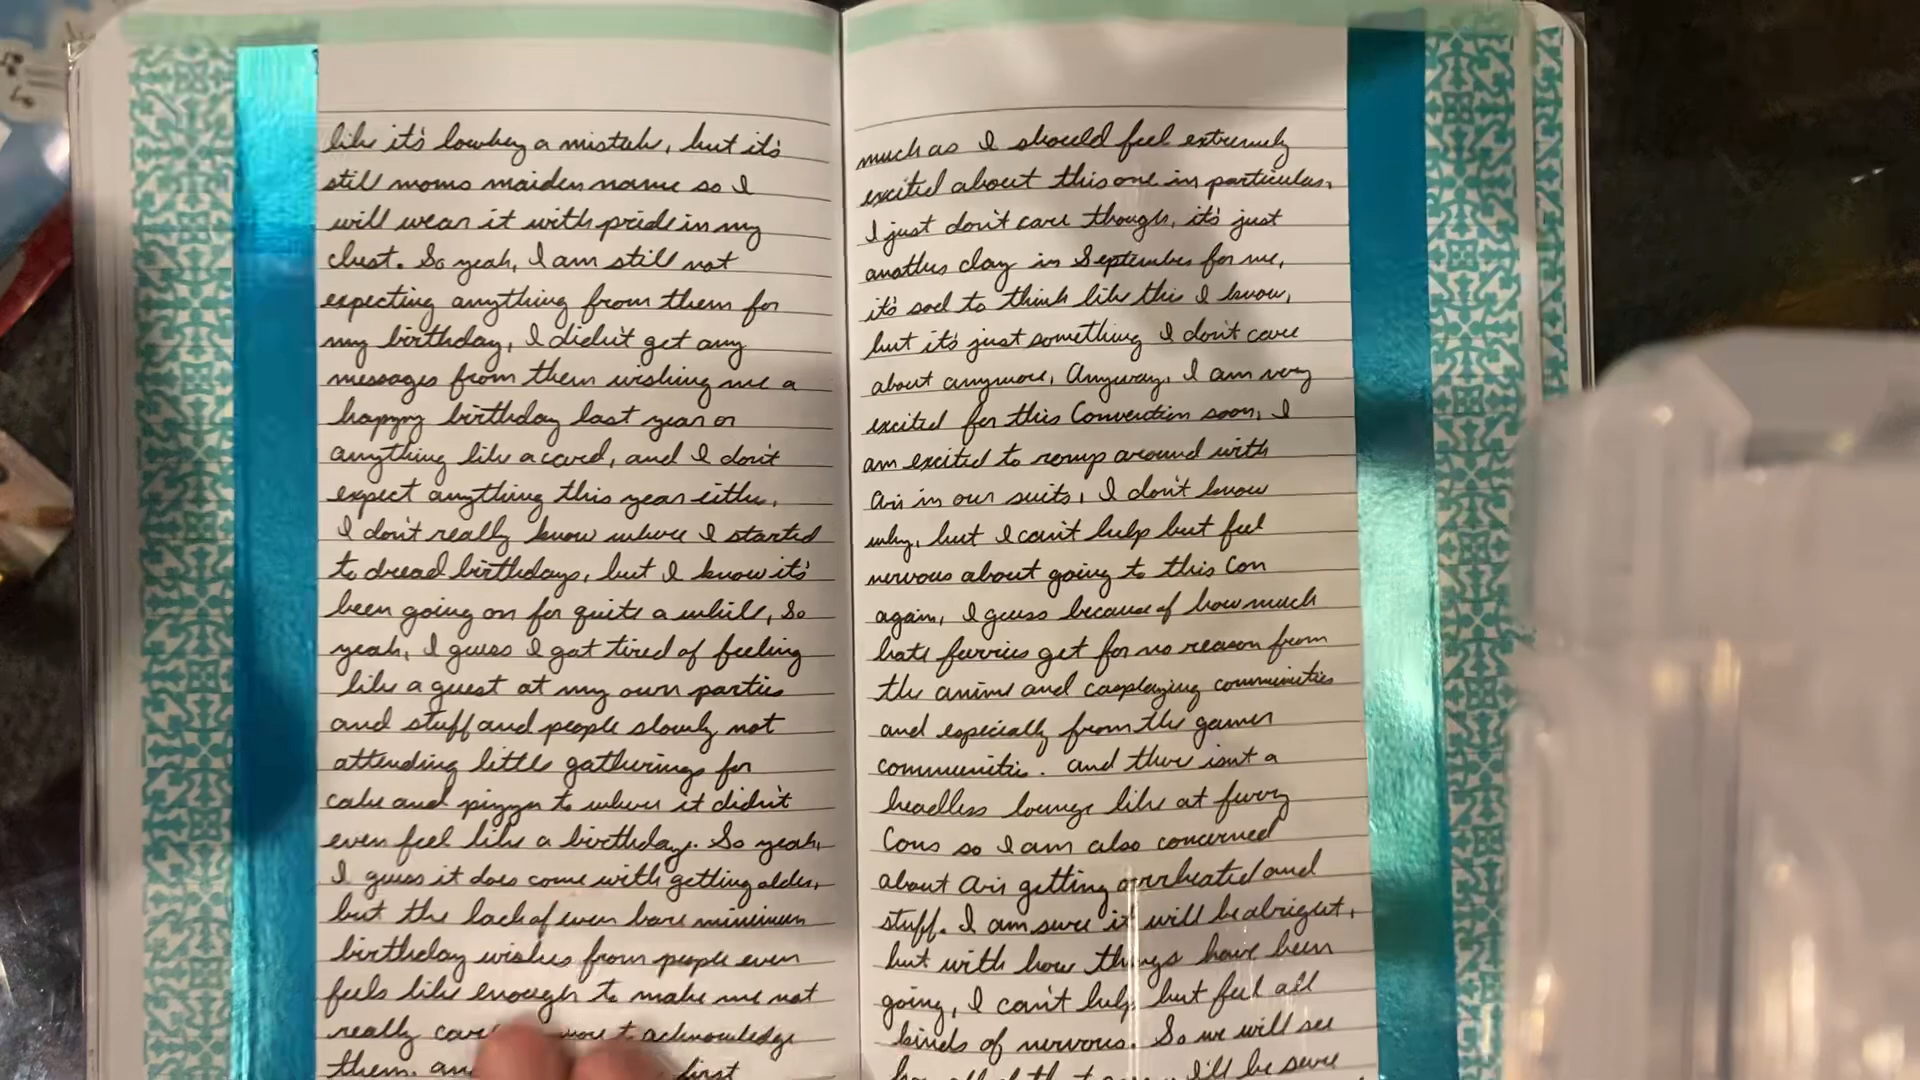 like it's lowkey a mistake, but it's
still moms maiden name so I
will wear it with pride in my
chest. So yeah, I am still not
expecting anything from them for
my birthday, I didn't get any
messages from them wishing me a
happy birthday last year or
anything like a card, and I don't
expect anything this year either,
I don't really know where I started
to dread birthdays, but I know it's
been going on for quite a while, So
yeah, I guess I got tired of feeling
like a guest at my own parties
and stuff and people slowly not
attending little gatherings for
cake and pizza to where it didn't
even feel like a birthday. So yeah,
I guess it does come with getting older,
but the lack of even bare minimum
birthday wishes from people even
feels like enough to make me not
really care to acknowledge
them. first
much as I should feel extremely
excited about this one in particular,
I just don't care though, it's just
another day in September for me,
it's sad to think like this I know,
but it's just something I don't care
about anymore, Anyway, I am very
excited for this Convention soon, I
am excited to romp around with
Ari in our suits, I don't know
why, but I can't help but feel
nervous about going to this Con
again, I guess because of how much
hate furries get for no reason from
the anime and cosplaying communities
and especially from the gamer
communities. And there isn't a
headless lounge like at furry
Cons so I am also concerned
about Ari getting overheated and
stuff. I am sure it will be alright,
but with how things have been
going, I can't help but feel all
kinds of nervous. So we will see
how all of that I'll be sure